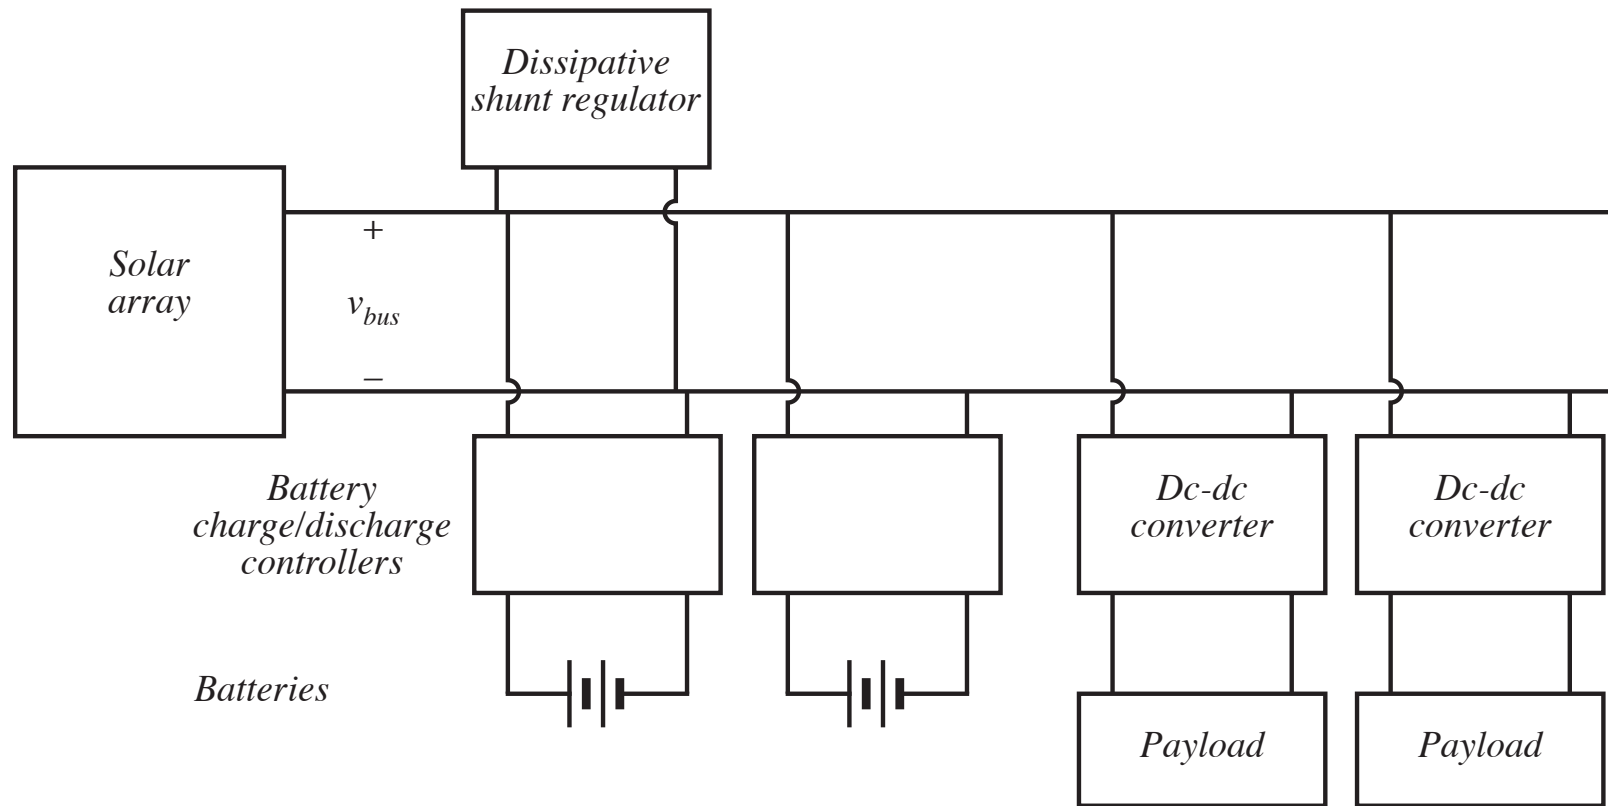 Dissipative
shunt regulator
Solar
array
+
v_bus
–
Battery
charge/discharge
controllers
Dc-dc
converter
Dc-dc
converter
Batteries
Payload
Payload